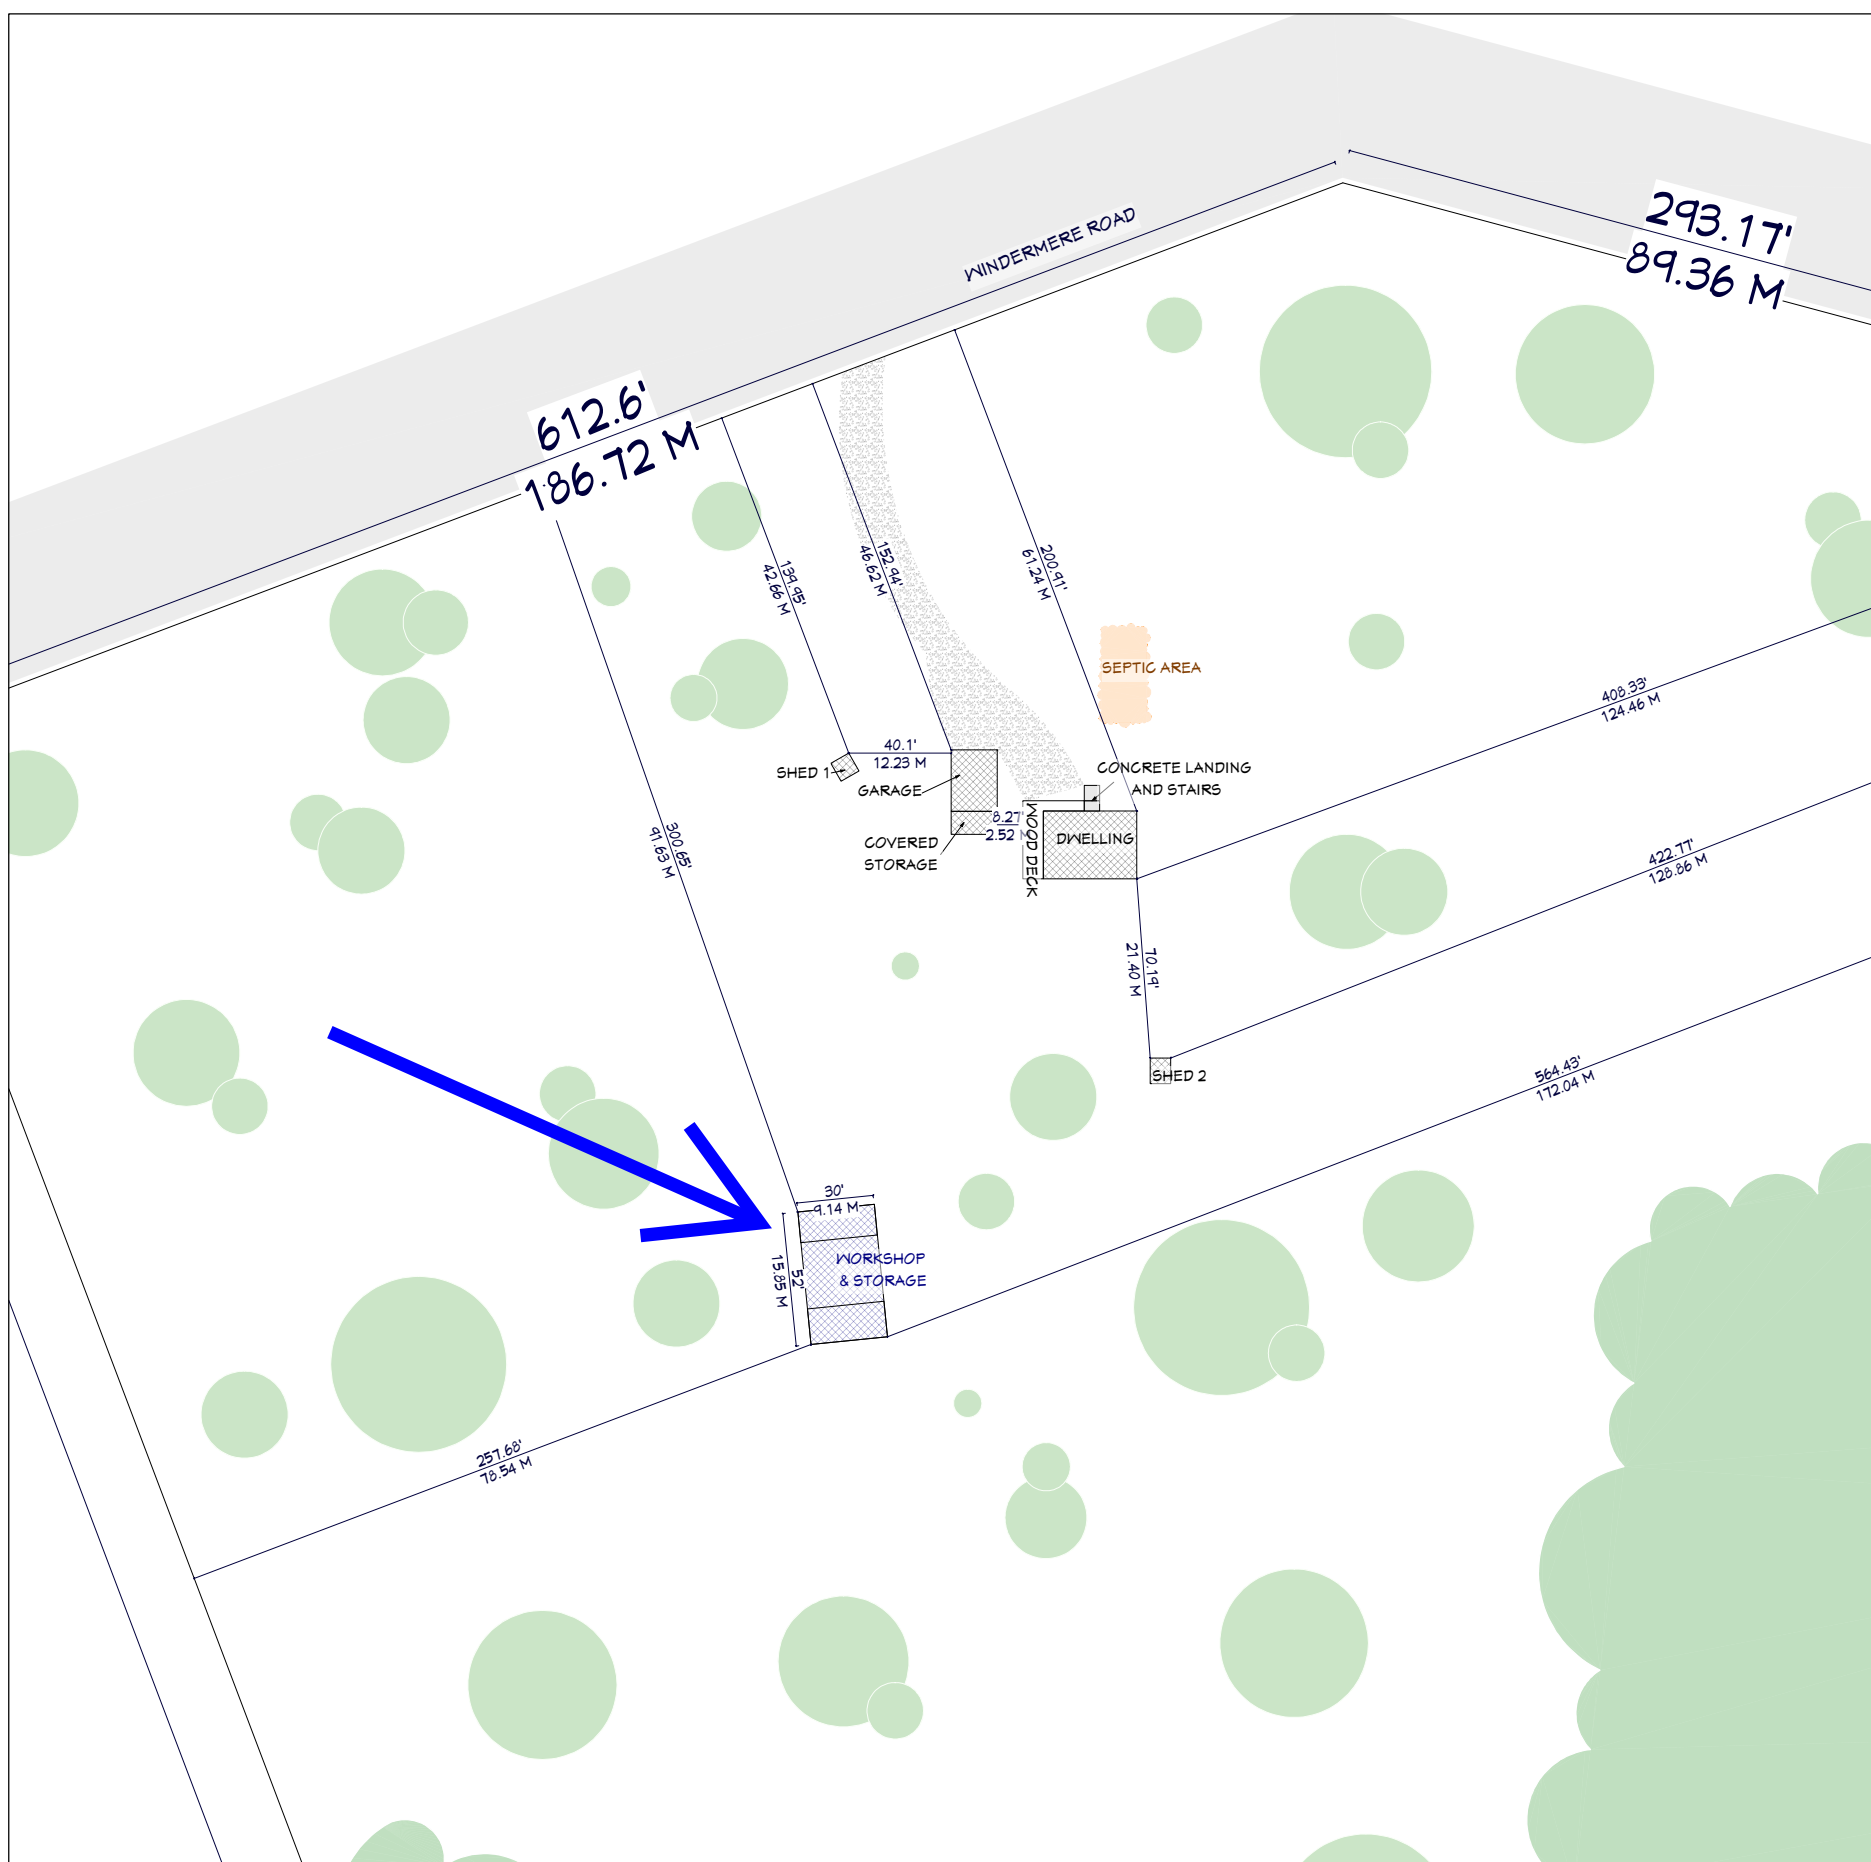 293.17'
89.36 M
WINDERMERE ROAD
612.6'
186.72 M
139.95'
42.66 M
152.94'
46.62 M
200.91'
61.24 M
SEPTIC AREA
408.33'
124.46 M
40.1'
12.23 M
SHED 1
GARAGE
CONCRETE LANDING
AND STAIRS
8.27'
2.52 M
WOOD DECK
DWELLING
COVERED
STORAGE
300.65'
91.63 M
422.77'
128.86 M
70.19'
21.40 M
SHED 2
564.43'
172.04 M
30'
9.14 M
52'
15.85 M
WORKSHOP
& STORAGE
257.68'
78.54 M